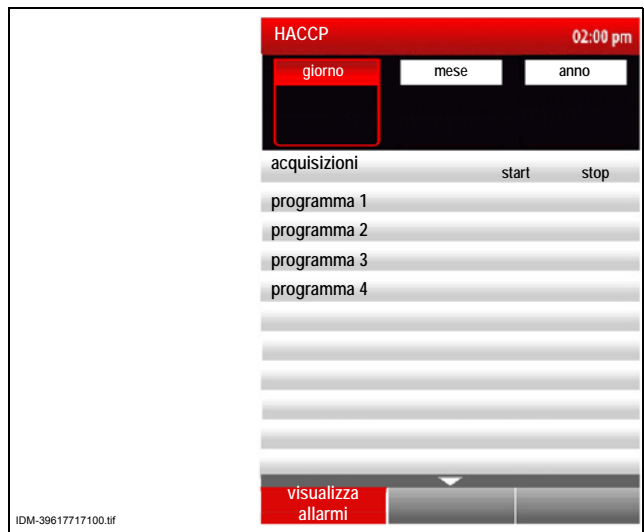 HACCP 02:00 pm
giorno mese anno
acquisizioni start stop
programma 1
programma 2
programma 3
programma 4
visualizza
allarmi
IDM-39617717100.tif